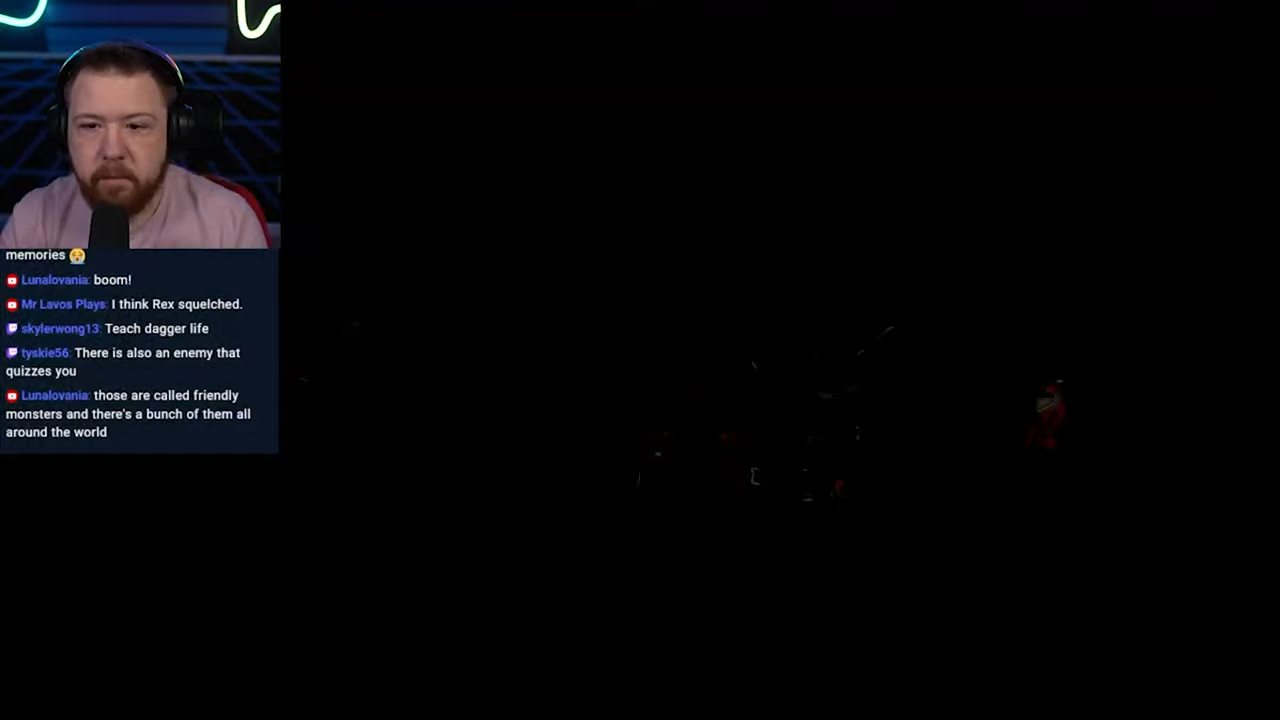 memories 😭
Lunalovania: boom!
Mr Lavos Plays: I think Rex squelched.
skylerwong13: Teach dagger life
tyskie56: There is also an enemy that
quizzes you
Lunalovania: those are called friendly
monsters and there's a bunch of them all
around the world